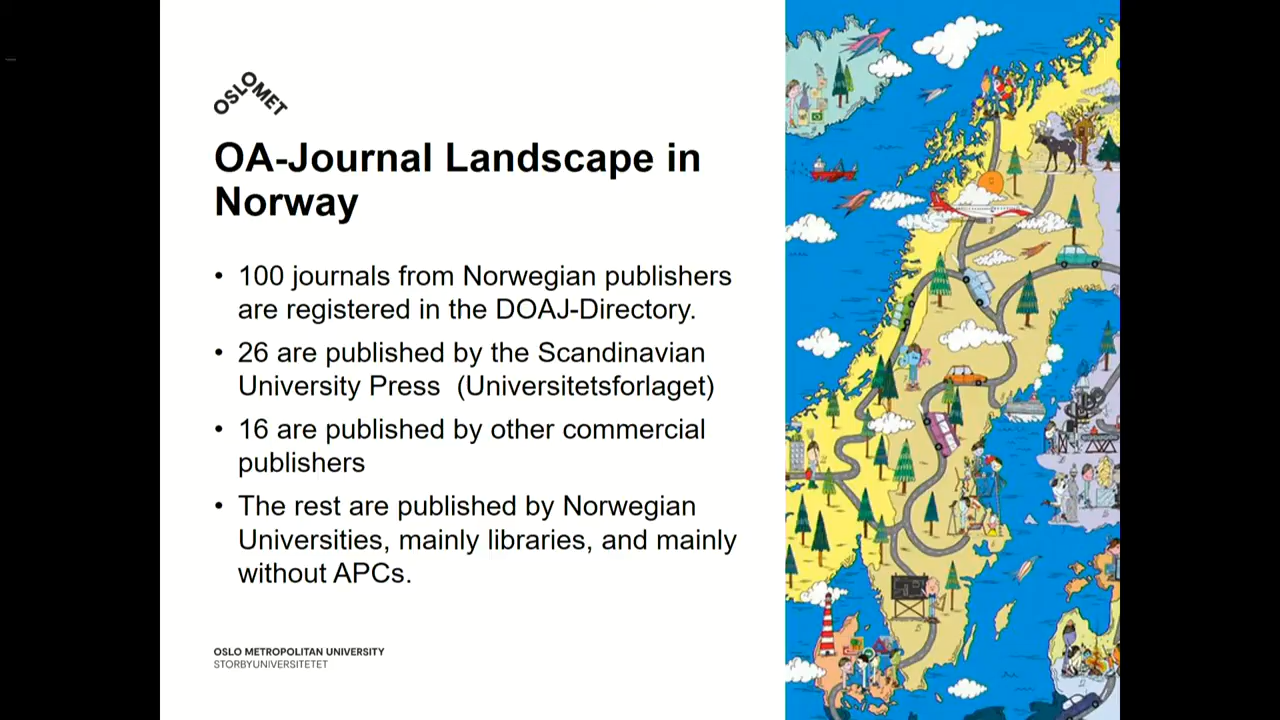 OSLOMET
OA-Journal Landscape in
Norway
• 100 journals from Norwegian publishers
are registered in the DOAJ-Directory.
• 26 are published by the Scandinavian
University Press (Universitetsforlaget)
• 16 are published by other commercial
publishers
• The rest are published by Norwegian
Universities, mainly libraries, and mainly
without APCs.
OSLO METROPOLITAN UNIVERSITY
STORBYUNIVERSITETET